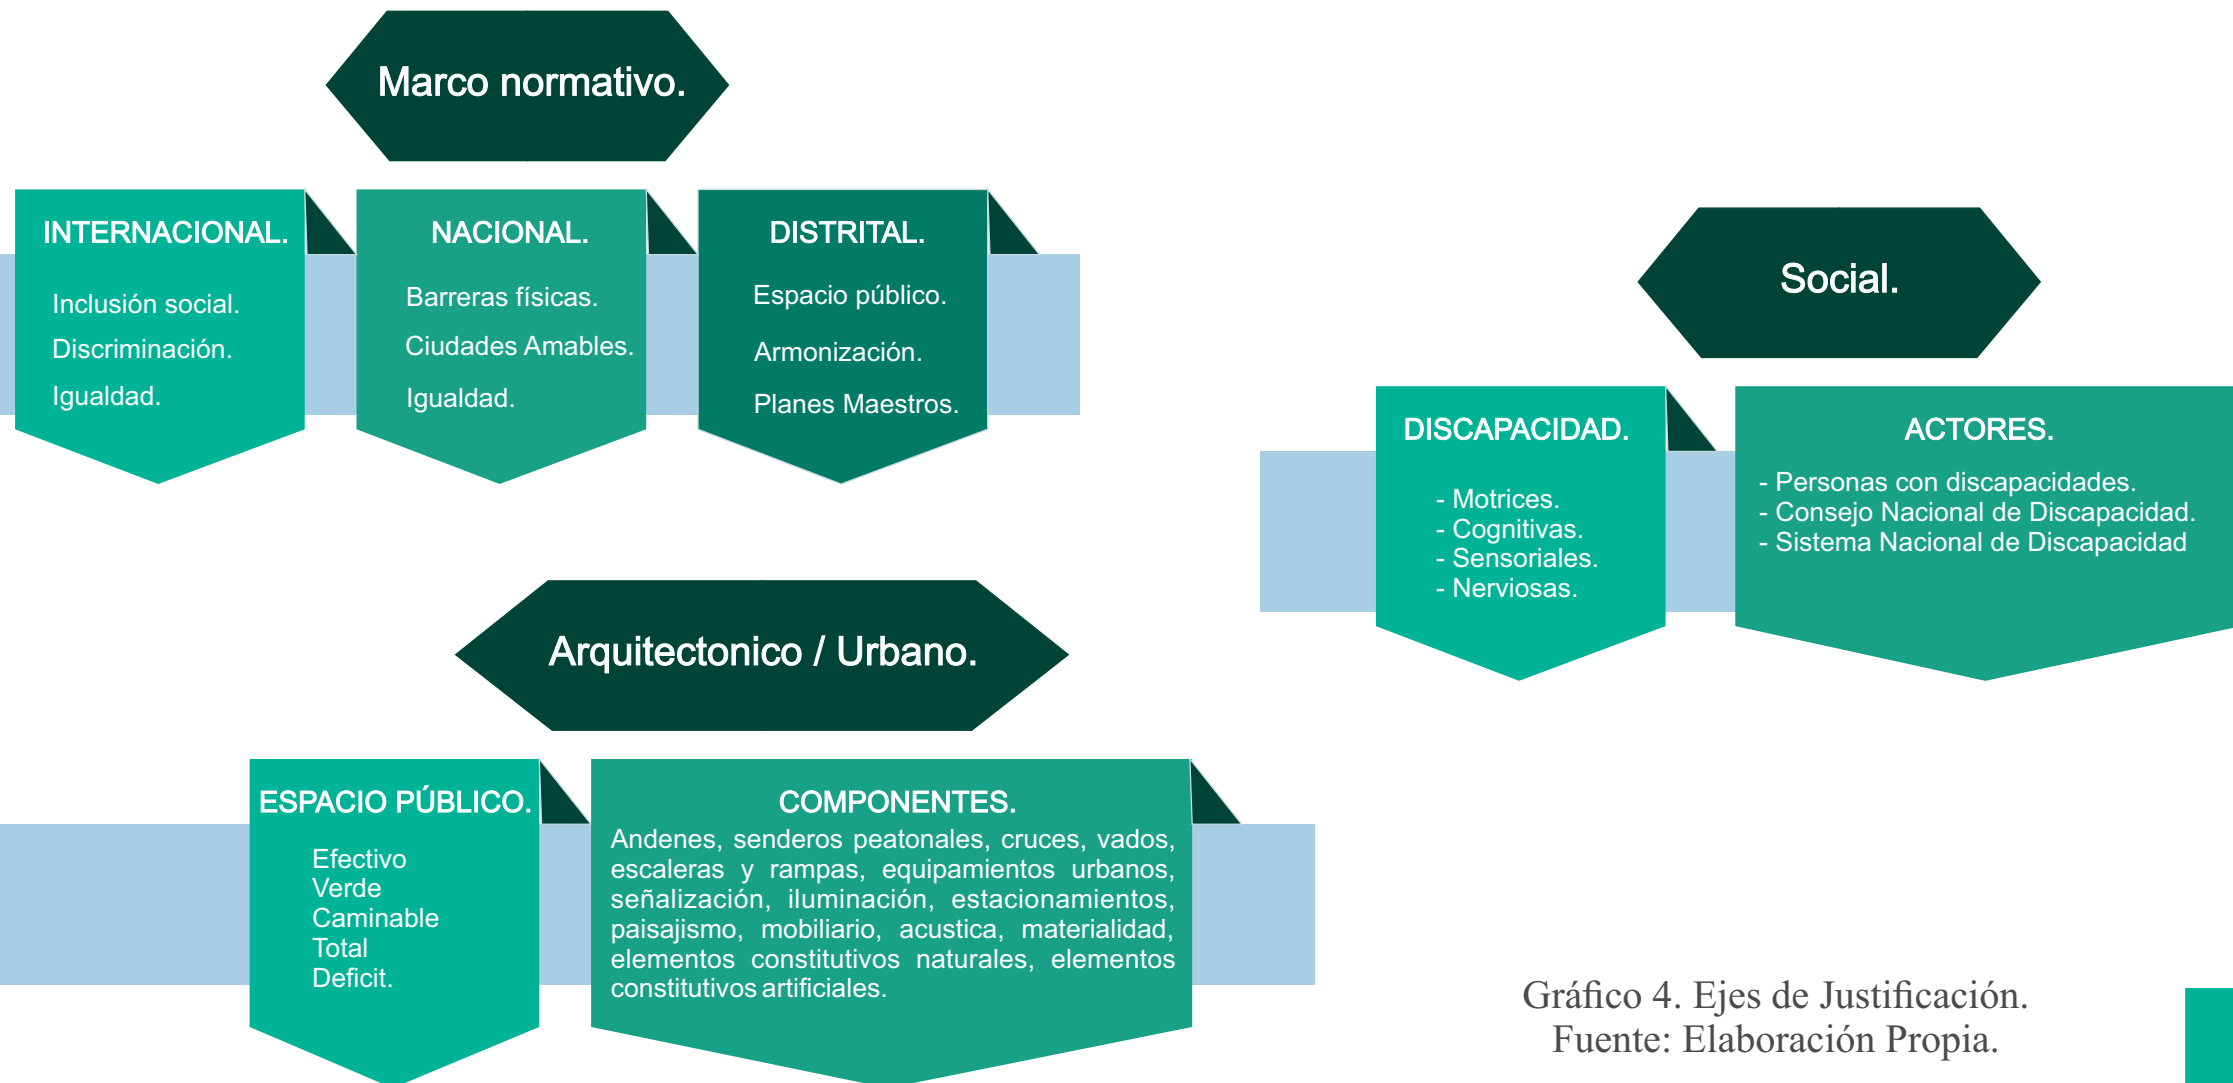 Marco normativo.
INTERNACIONAL.
Inclusión social.
Discriminación.
Igualdad.
NACIONAL.
Barreras físicas.
Ciudades Amables.
Igualdad.
DISTRITAL.
Espacio público.
Armonización.
Planes Maestros.
Social.
DISCAPACIDAD.
- Motrices.
- Cognitivas.
- Sensoriales.
- Nerviosas.
ACTORES.
- Personas con discapacidades.
- Consejo Nacional de Discapacidad.
- Sistema Nacional de Discapacidad
Arquitectonico / Urbano.
ESPACIO PÚBLICO.
Efectivo
Verde
Caminable
Total
Deficit.
COMPONENTES.
Andenes, senderos peatonales, cruces, vados,
escaleras y rampas, equipamientos urbanos,
señalización, iluminación, estacionamientos,
paisajismo, mobiliario, acustica, materialidad,
elementos constitutivos naturales, elementos
constitutivos artificiales.
Gráfico 4. Ejes de Justificación.
Fuente: Elaboración Propia.